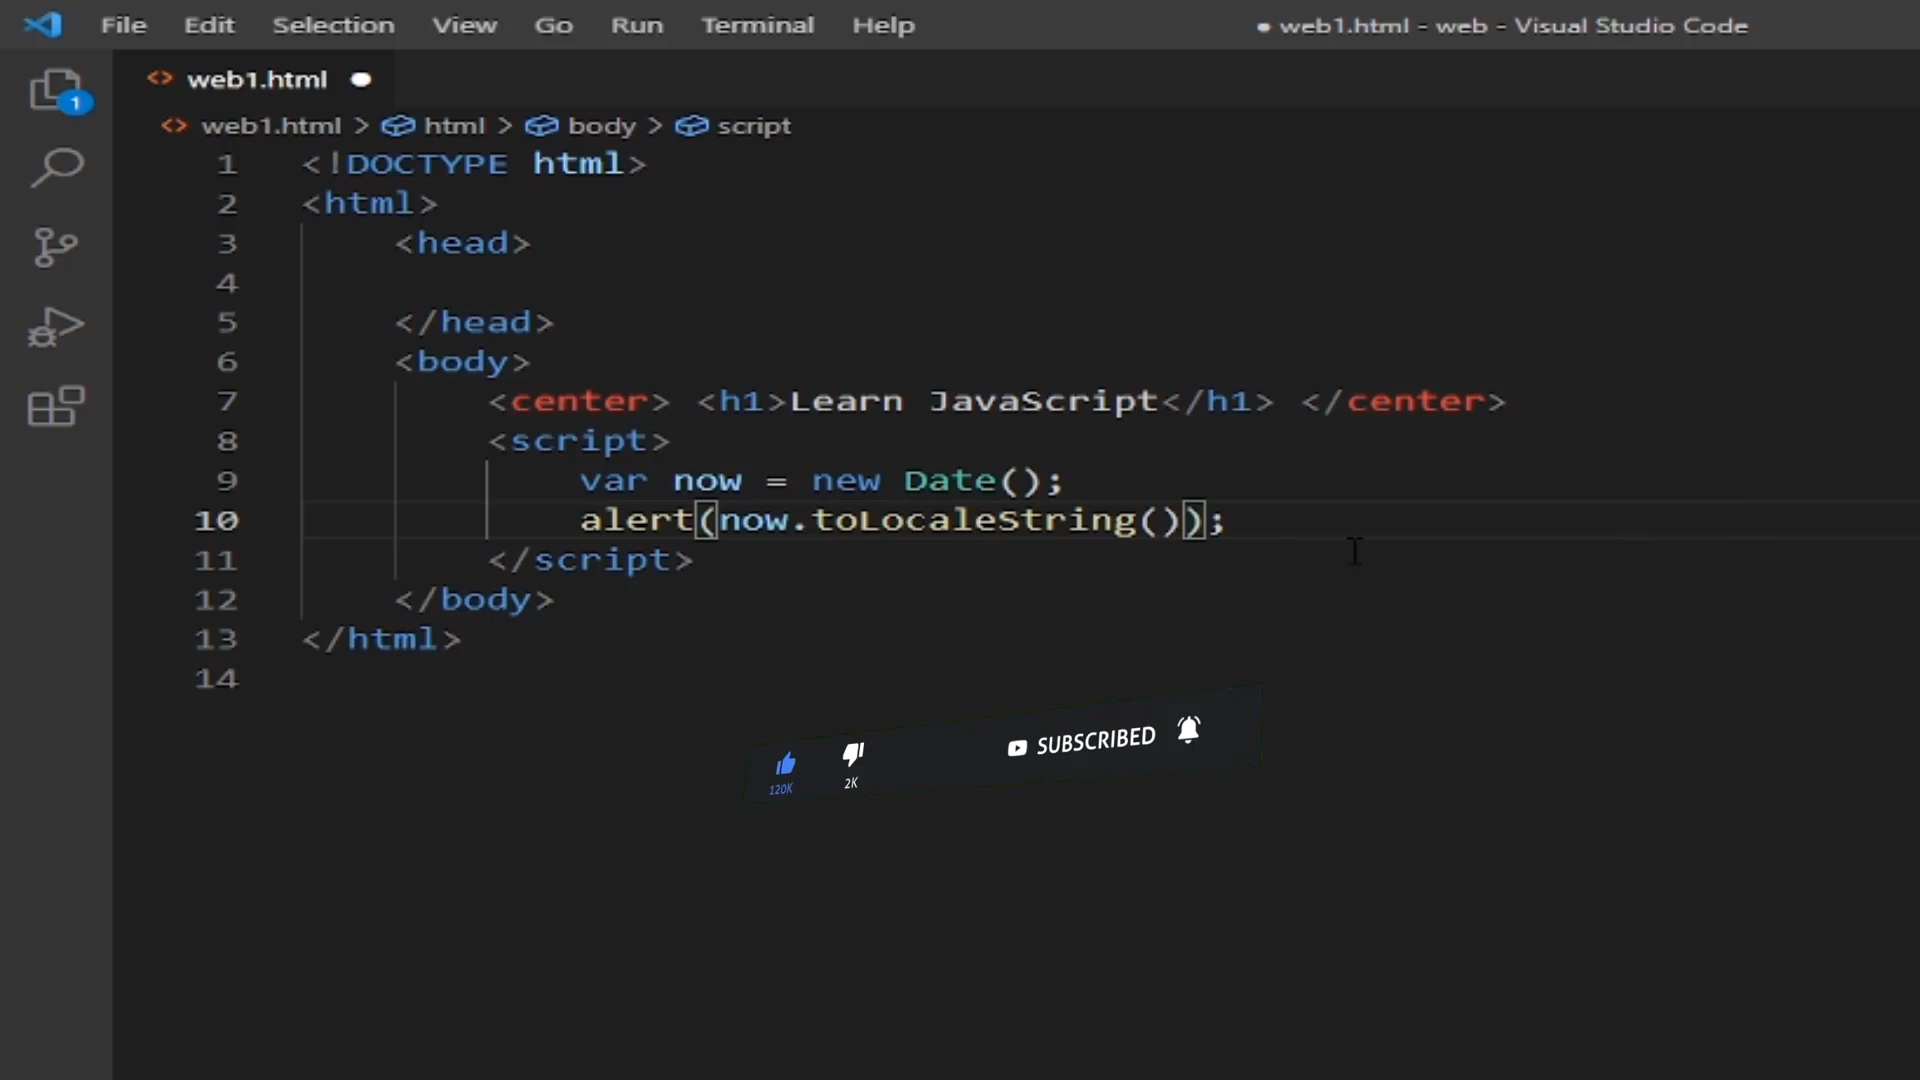 File Edit Selection View Go Run Terminal Help ● web1.html - web - Visual Studio Code
<> web1.html ●
1
<> web1.html > html > body > script
1 <!DOCTYPE html>
2 <html>
3 <head>
4
5 </head>
6 <body>
7 <center> <h1>Learn JavaScript</h1> </center>
8 <script>
9 var now = new Date();
10 alert(now.toLocaleString());
11 </script>
12 </body>
13 </html>
14
SUBSCRIBED
120K 2K